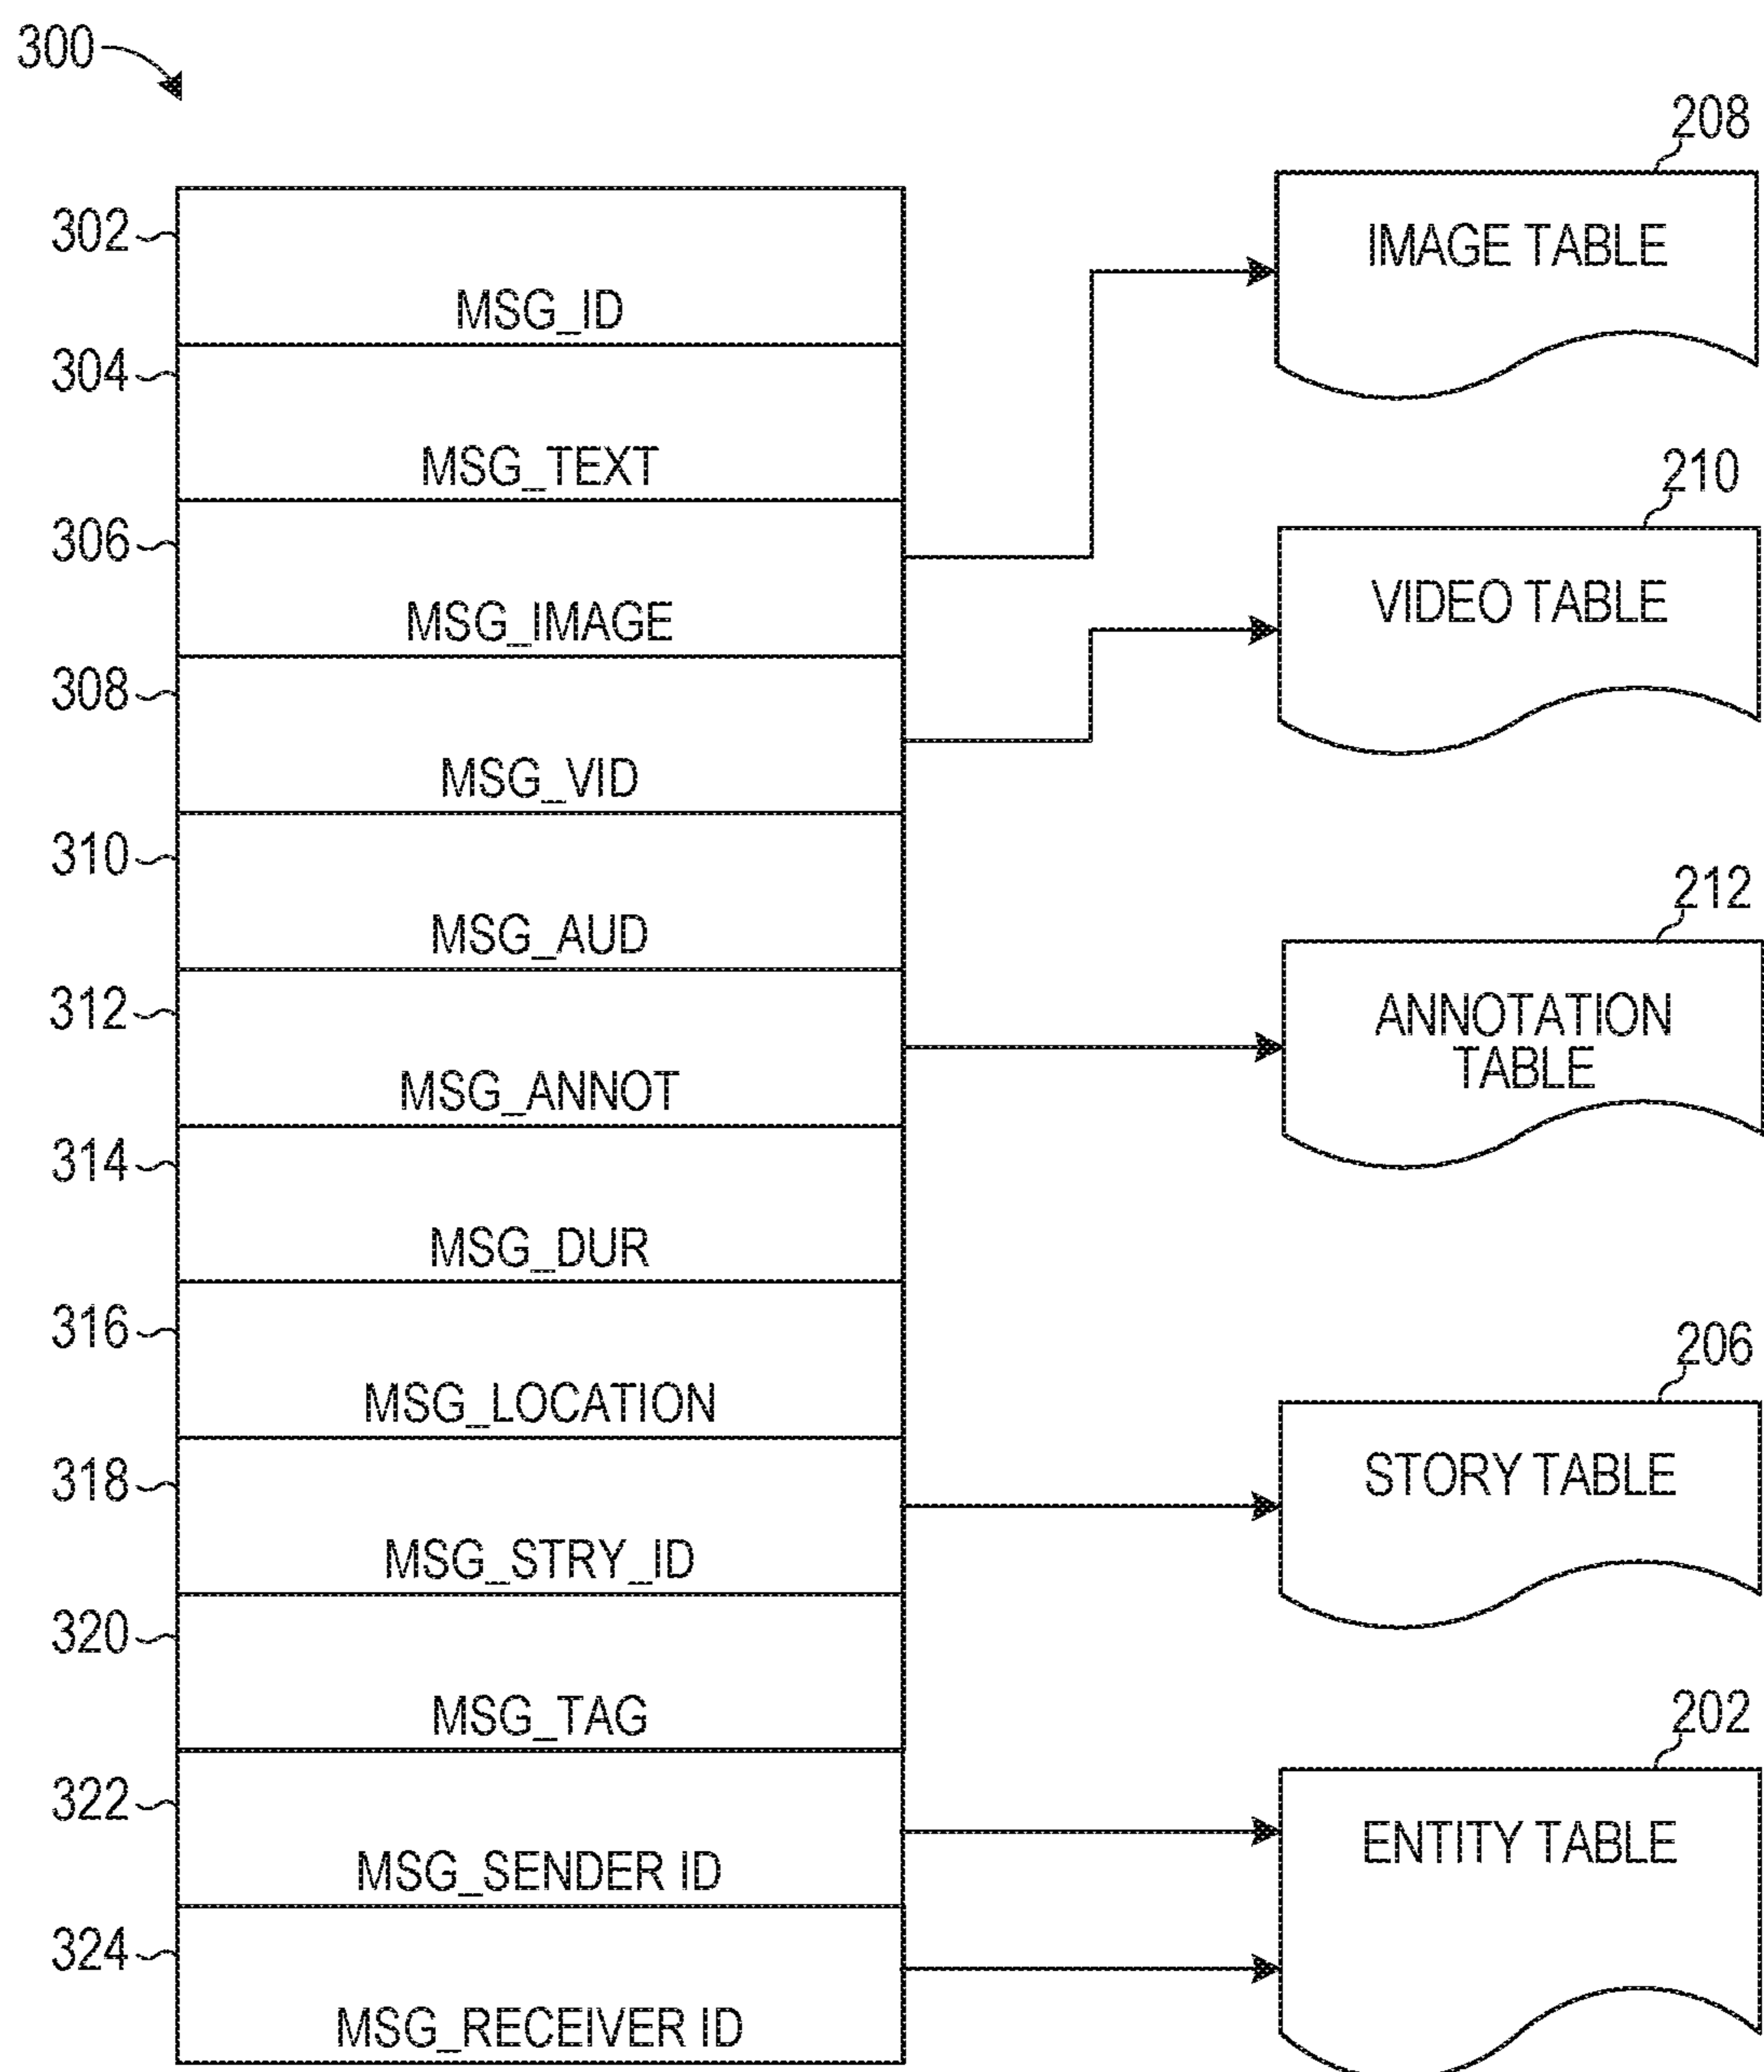 300
302
MSG_ID
304
MSG_TEXT
306
MSG_IMAGE
308
MSG_VID
310
MSG_AUD
312
MSG_ANNOT
314
MSG_DUR
316
MSG_LOCATION
318
MSG_STRY_ID
320
MSG_TAG
322
MSG_SENDER ID
324
MSG_RECEIVER ID
208
IMAGE TABLE
210
VIDEO TABLE
212
ANNOTATION
TABLE
206
STORY TABLE
202
ENTITY TABLE